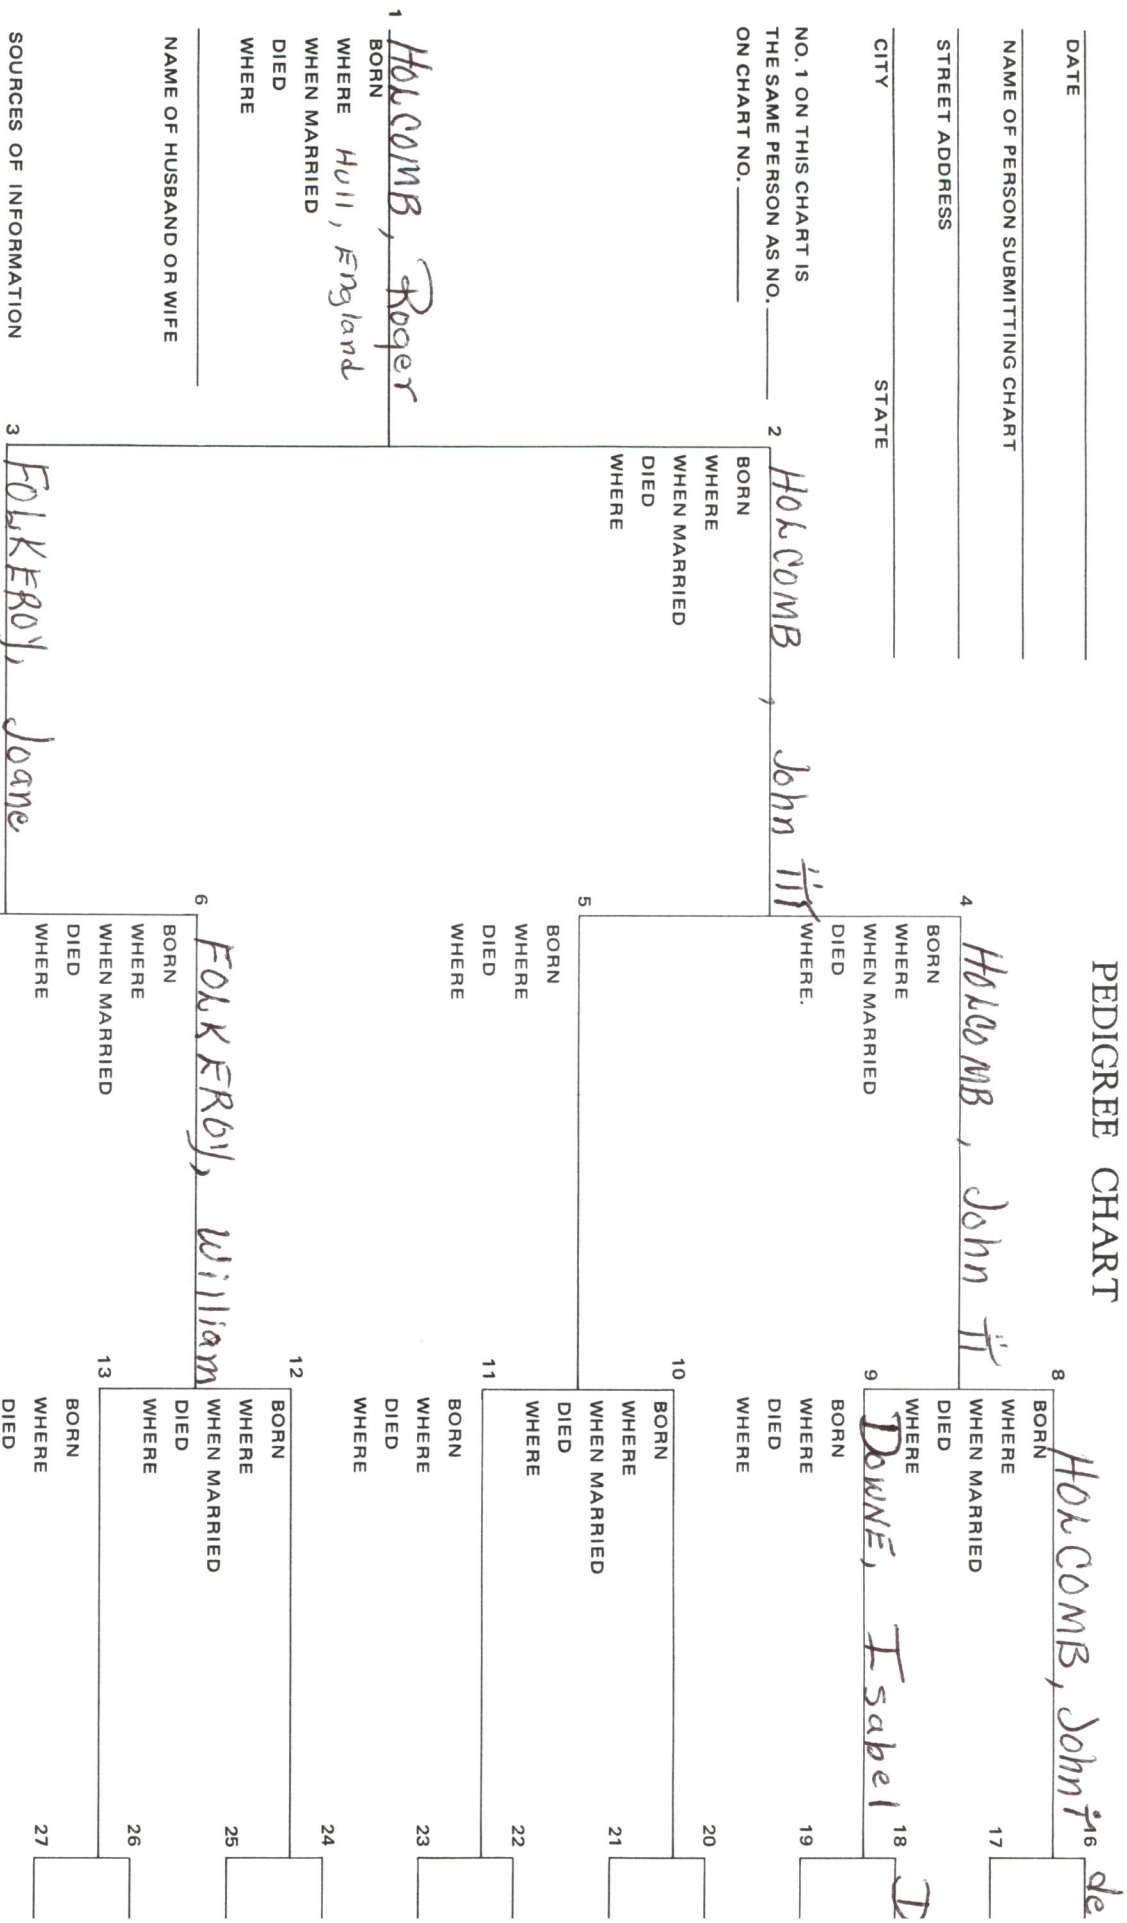 PEDIGREE CHART
DATE
NAME OF PERSON SUBMITTING CHART
STREET ADDRESS
CITY STATE
NO. 1 ON THIS CHART IS
THE SAME PERSON AS NO.
ON CHART NO.
1 HOLCOMB, Roger
BORN
WHERE Hull, England
WHEN MARRIED
DIED
WHERE
NAME OF HUSBAND OR WIFE
SOURCES OF INFORMATION
2 HOLCOMB, John III
BORN
WHERE
WHEN MARRIED
DIED
WHERE
3 FOLKEROY, Joane
4 HOLCOMB, John II
BORN
WHERE
WHEN MARRIED
DIED
WHERE.
5
BORN
WHERE
DIED
WHERE
6 FOLKEROY, William
BORN
WHERE
WHEN MARRIED
DIED
WHERE
8 HOLCOMB, John I
BORN
WHERE
WHEN MARRIED
DIED
WHERE
9 DOWNE, Isabel
BORN
WHERE
DIED
WHERE
10
BORN
WHERE
WHEN MARRIED
DIED
WHERE
11
BORN
WHERE
DIED
WHERE
12
BORN
WHERE
WHEN MARRIED
DIED
WHERE
13
BORN
WHERE
DIED
16 de
17
18
19
20
21
22
23
24
25
26
27